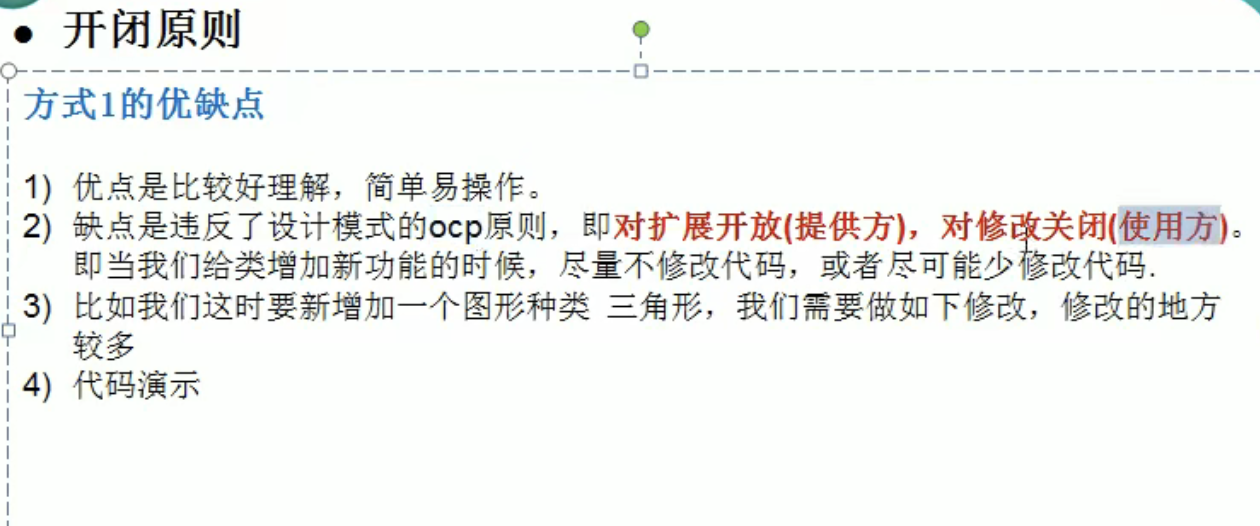 ● 开闭原则
方式1的优缺点
1) 优点是比较好理解，简单易操作。
2) 缺点是违反了设计模式的ocp原则，即对扩展开放(提供方)，对修改关闭(使用方)。
即当我们给类增加新功能的时候，尽量不修改代码，或者尽可能少修改代码.
3) 比如我们这时要新增加一个图形种类 三角形，我们需要做如下修改，修改的地方
较多
4) 代码演示